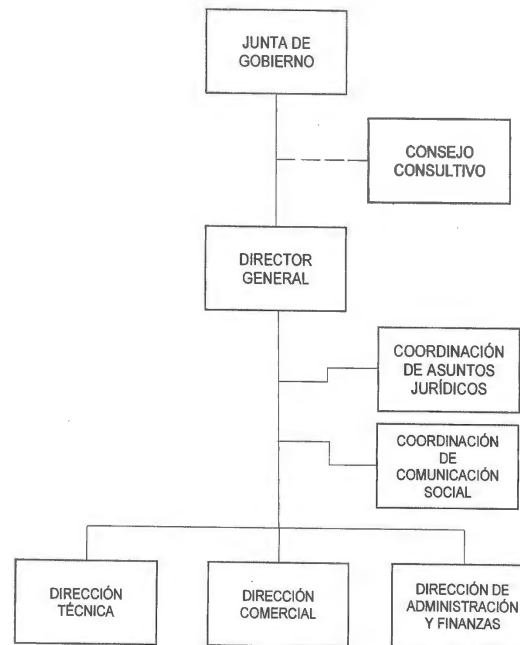 JUNTA DE
GOBIERNO
CONSEJO
CONSULTIVO
DIRECTOR
GENERAL
COORDINACIÓN
DE ASUNTOS
JURÍDICOS
COORDINACIÓN
DE
COMUNICACIÓN
SOCIAL
DIRECCIÓN
TÉCNICA
DIRECCIÓN
COMERCIAL
DIRECCIÓN DE
ADMINISTRACIÓN
Y FINANZAS